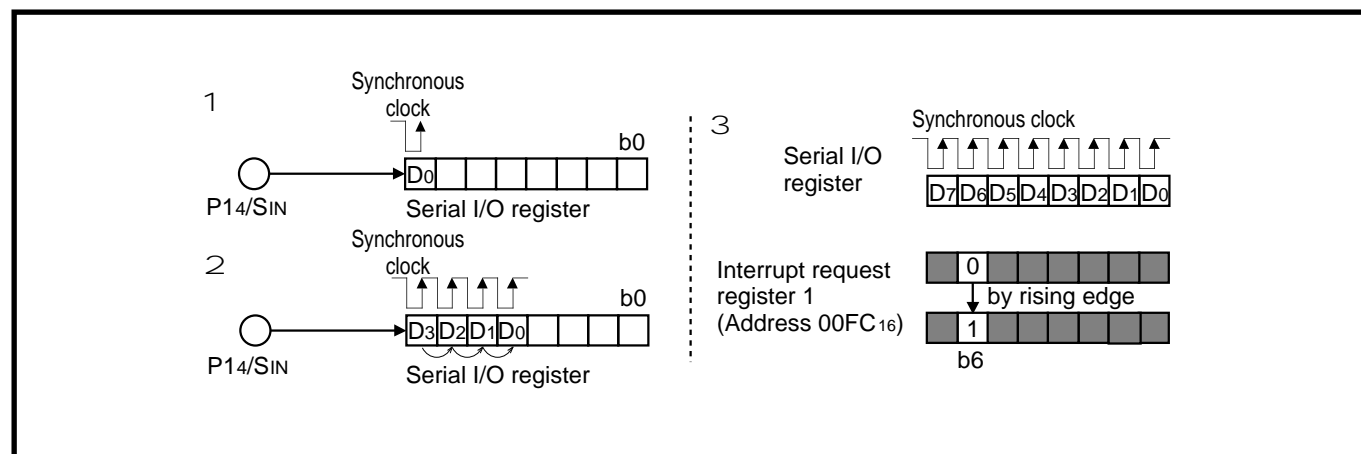 1
Synchronous
clock
b0
D0
P14/SIN
Serial I/O register
2
Synchronous
clock
b0
D3 D2 D1 D0
P14/SIN
Serial I/O register
3
Synchronous clock
Serial I/O
register
D7 D6 D5 D4 D3 D2 D1 D0
Interrupt request
register 1
(Address 00FC16)
0
by rising edge
1
b6